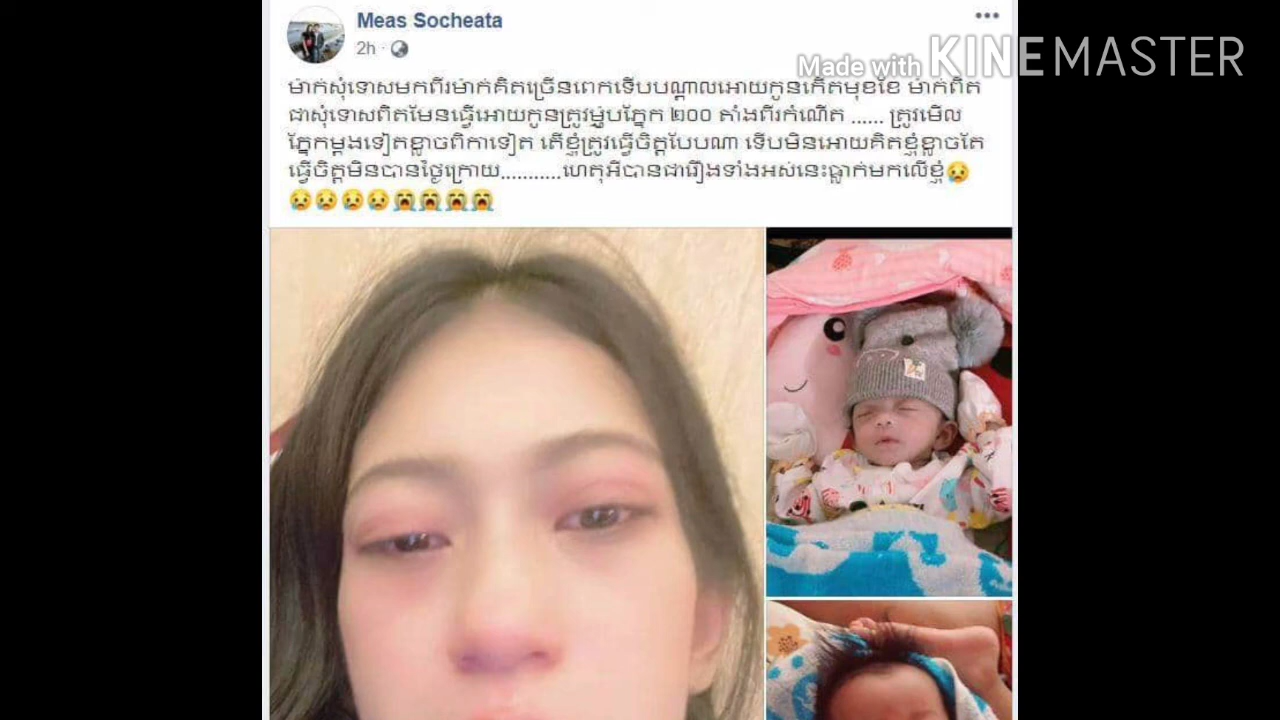 Meas Socheata
2h ·
Made with KINEMASTER
ម៉ាក់សុំទោសមកពីរម៉ាក់គិតច្រើនពេកទើបបណ្តាលអោយកូនកើតមុខខែ ម៉ាក់ពិត
ជាសុំទោសពិតមែនធ្វើអោយកូនត្រូវម្ជុំបភ្នែក ២០០ តាំងពីរកំណើត ...... ត្រូវមើល
ភ្នែកម្តងទៀតខ្លាចពិកាទៀត តើខ្ញុំត្រូវធ្វើចិត្តបែបណា ទើបមិនអោយគិតខ្ញុំខ្លាចតែ
ធ្វើចិត្តមិនបានថ្ងៃក្រោយ...........ហេតុអីបានជារឿងទាំងអស់នេះធ្លាក់មកលើខ្ញុំ😢
😢😢😢😢😭😭😭😭